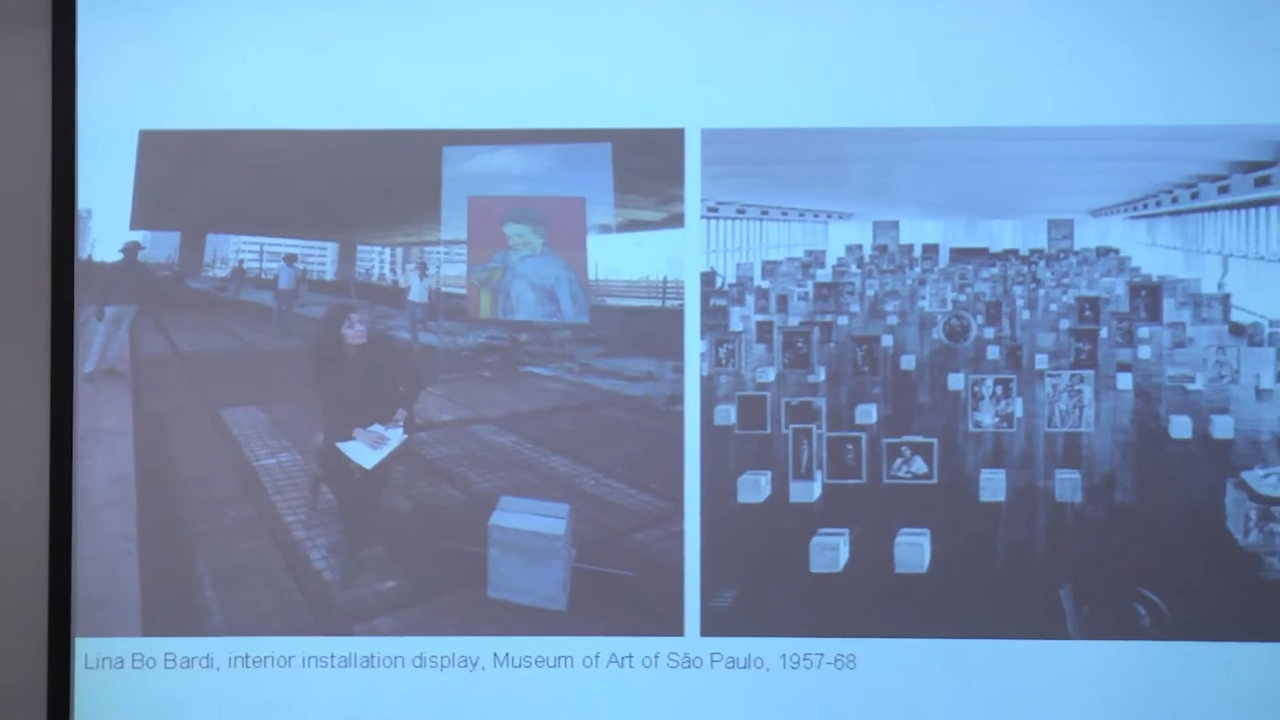 Lina Bo Bardi, interior installation display, Museum of Art of São Paulo, 1957-68